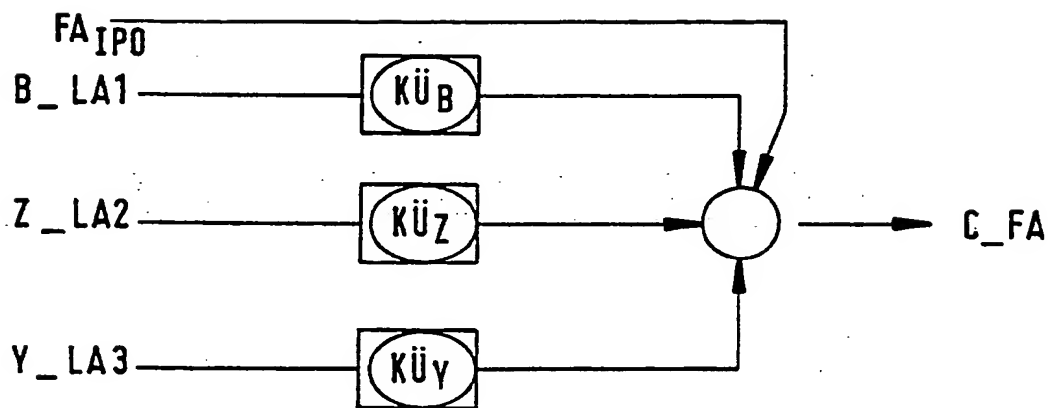 FA IPO
B_LA1
KÜB
Z_LA2
KÜZ
C_FA
Y_LA3
KÜY